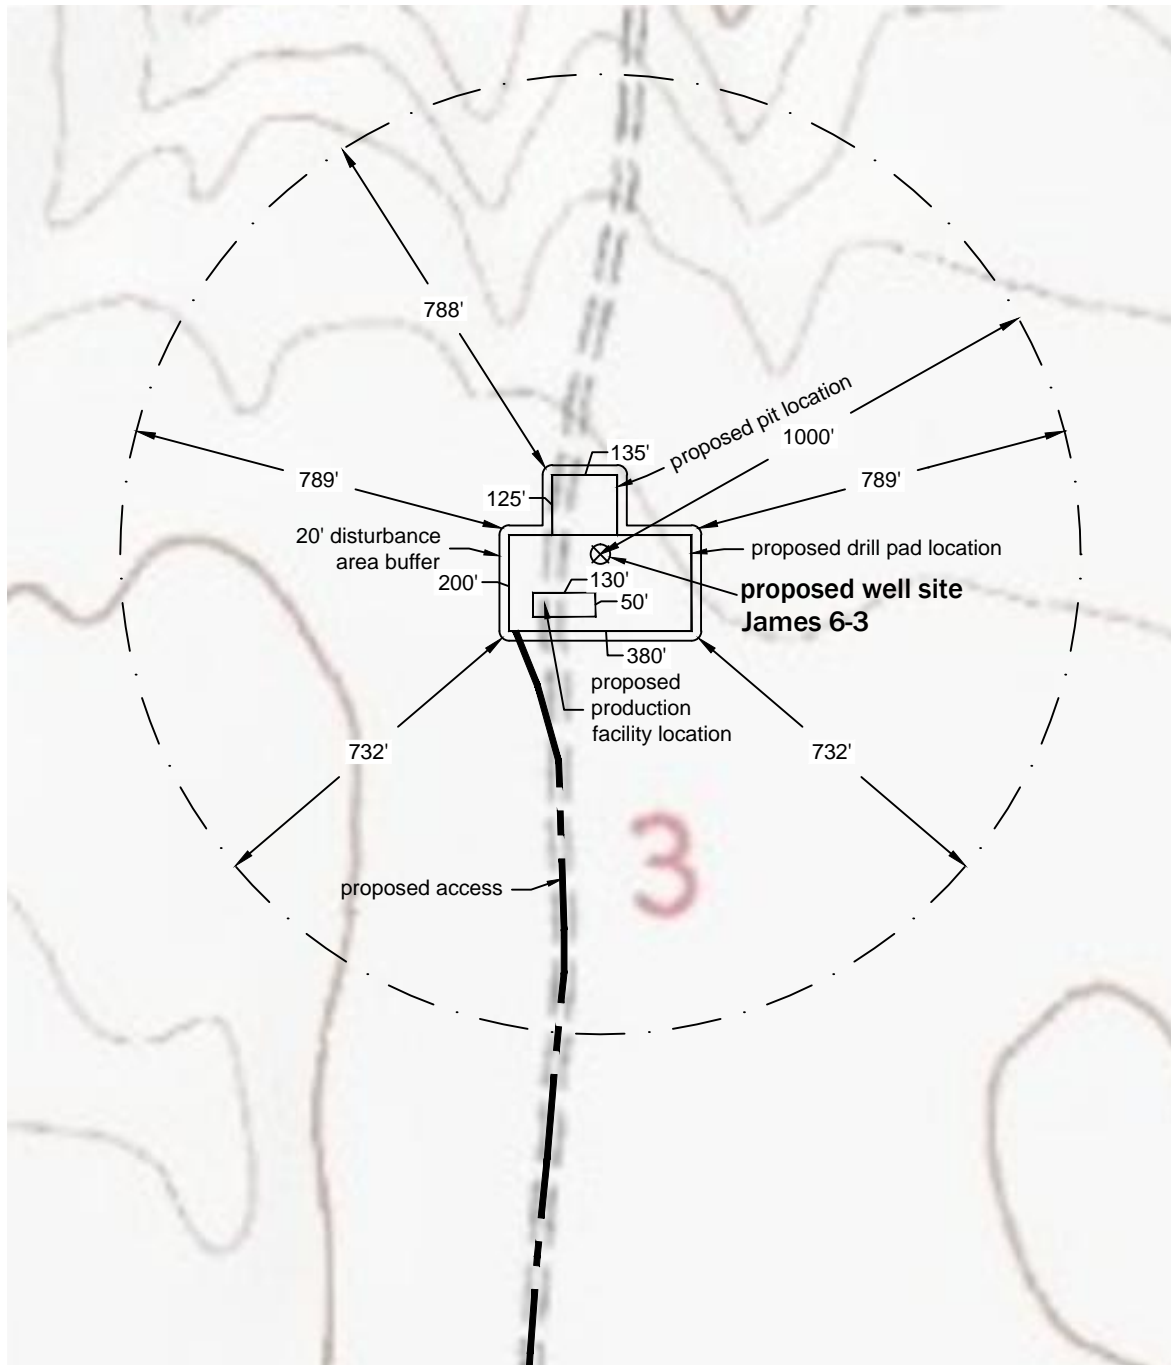 788'
proposed pit location
1000'
135'
789'
789'
125'
20' disturbance
area buffer
proposed drill pad location
200'
130'
50'
proposed well site
James 6-3
380'
proposed
production
facility location
732'
732'
3
proposed access